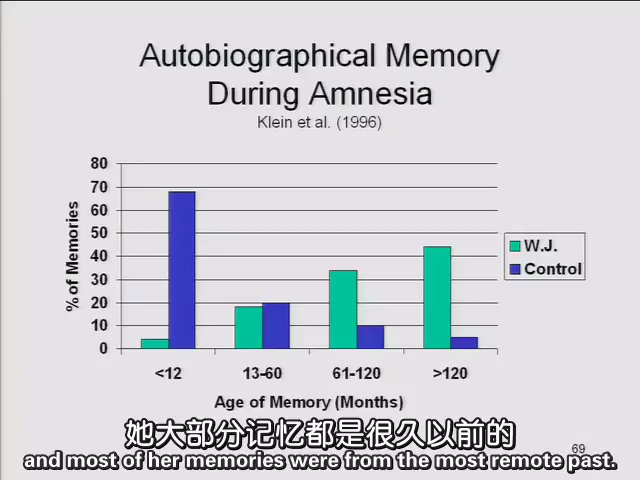 Autobiographical Memory
During Amnesia
Klein et al. (1996)
80
70
60
50
40
30
20
10
0
% of Memories
W.J.
Control
<12 13-60 61-120 >120
Age of Memory (Months)
69
她大部分记忆都是很久以前的
and most of her memories were from the most remote past.